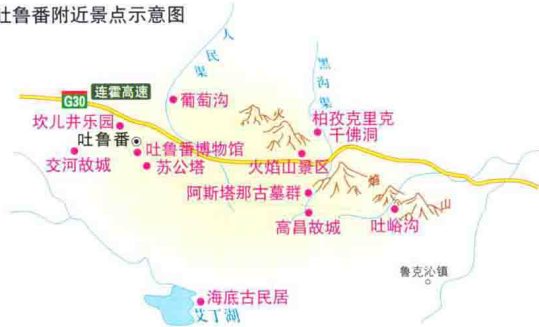 吐鲁番附近景点示意图
人民渠
黑沟渠
连霍高速
G30
葡萄沟
火
柏孜克里克
千佛洞
坎儿井乐园
吐鲁番
吐鲁番博物馆
交河故城
苏公塔
火焰山景区
焰
阿斯塔那古墓群
山
高昌故城
吐峪沟
鲁克沁镇
海底古民居
艾丁湖